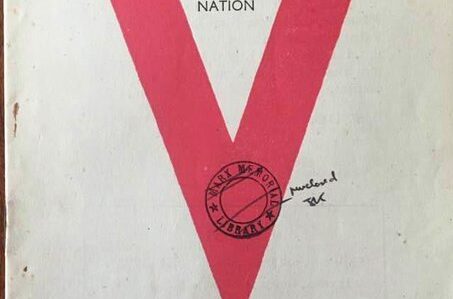 NATION
V
MARX MEMORIAL
LIBRARY
purchased